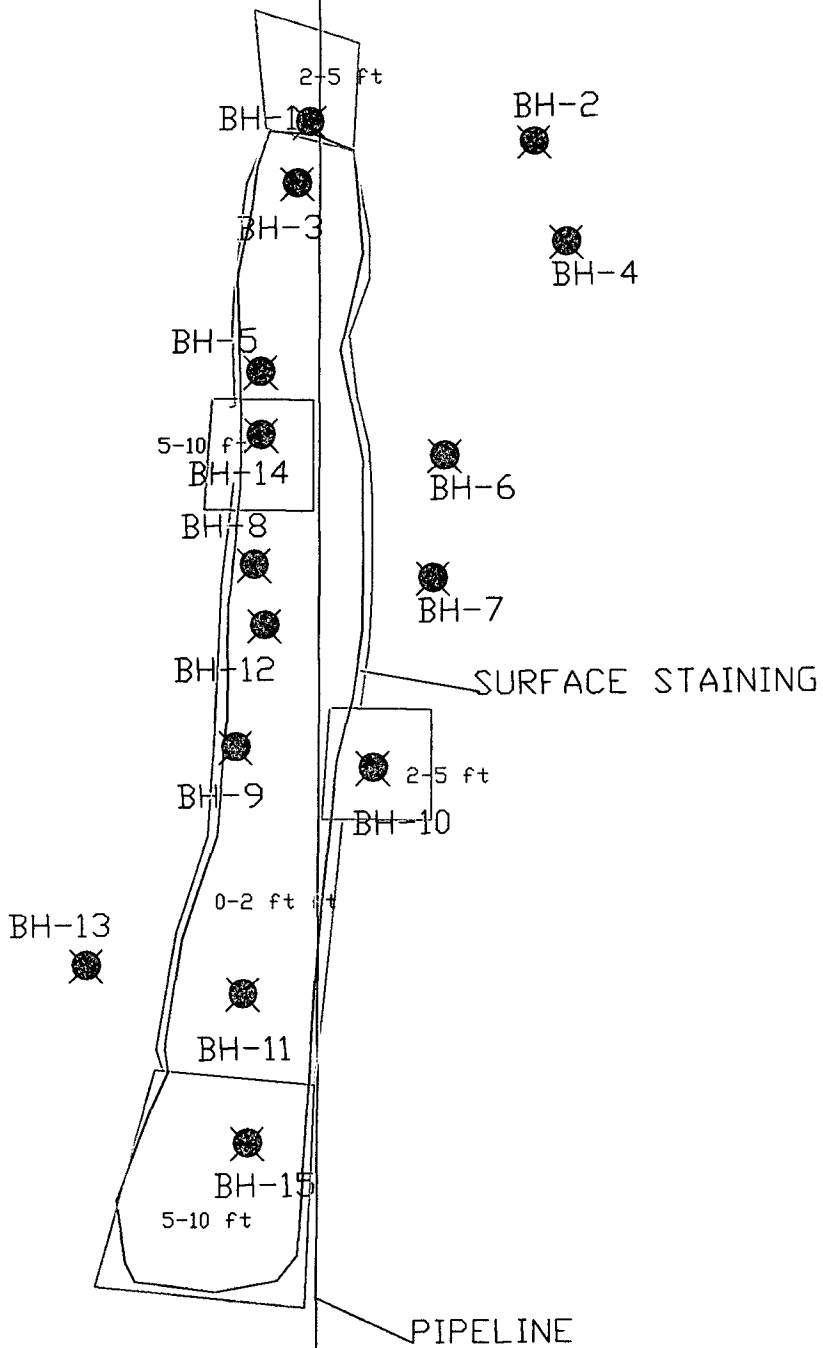 2-5 ft
BH-1
BH-2
BH-3
BH-4
BH-5
5-10 ft
BH-14
BH-6
BH-8
BH-7
BH-12
SURFACE STAINING
BH-9
2-5 ft
BH-10
0-2 ft
BH-13
BH-11
BH-15
5-10 ft
PIPELINE